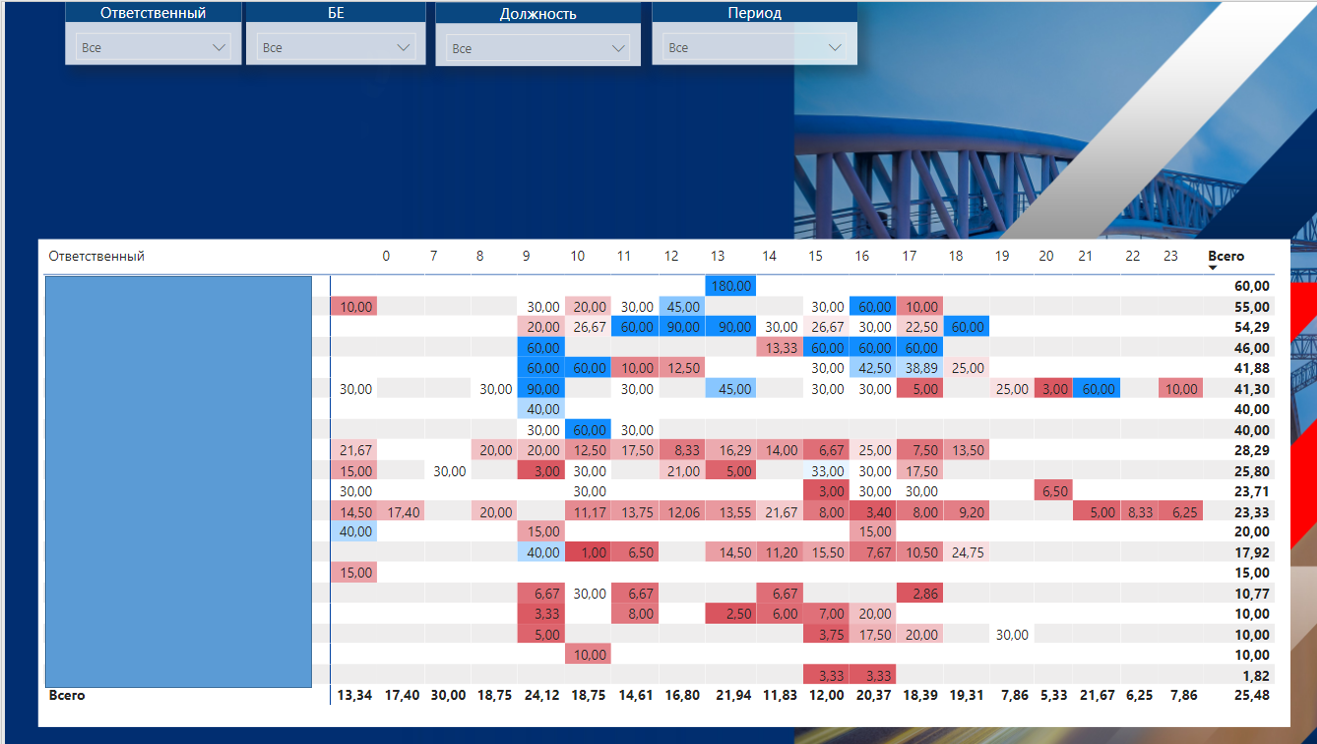 Ответственный БЕ Должность Период
Все Все Все Все
Ответственный 0 7 8 9 10 11 12 13 14 15 16 17 18 19 20 21 22 23 Всего
180,00 60,00
10,00 30,00 20,00 30,00 45,00 30,00 60,00 10,00 55,00
20,00 26,67 60,00 90,00 90,00 30,00 26,67 30,00 22,50 60,00 54,29
60,00 13,33 60,00 60,00 60,00 46,00
60,00 60,00 10,00 12,50 30,00 42,50 38,89 25,00 41,88
30,00 30,00 90,00 30,00 45,00 30,00 30,00 5,00 25,00 3,00 60,00 10,00 41,30
40,00 40,00
30,00 60,00 30,00 40,00
21,67 20,00 20,00 12,50 17,50 8,33 16,29 14,00 6,67 25,00 7,50 13,50 28,29
15,00 30,00 3,00 30,00 21,00 5,00 33,00 30,00 17,50 25,80
30,00 30,00 3,00 30,00 30,00 6,50 23,71
14,50 17,40 20,00 11,17 13,75 12,06 13,55 21,67 8,00 3,40 8,00 9,20 5,00 8,33 6,25 23,33
40,00 15,00 15,00 20,00
40,00 1,00 6,50 14,50 11,20 15,50 7,67 10,50 24,75 17,92
15,00 15,00
6,67 30,00 6,67 6,67 2,86 10,77
3,33 8,00 2,50 6,00 7,00 20,00 10,00
5,00 3,75 17,50 20,00 30,00 10,00
10,00 10,00
3,33 3,33 1,82
Всего 13,34 17,40 30,00 18,75 24,12 18,75 14,61 16,80 21,94 11,83 12,00 20,37 18,39 19,31 7,86 5,33 21,67 6,25 7,86 25,48